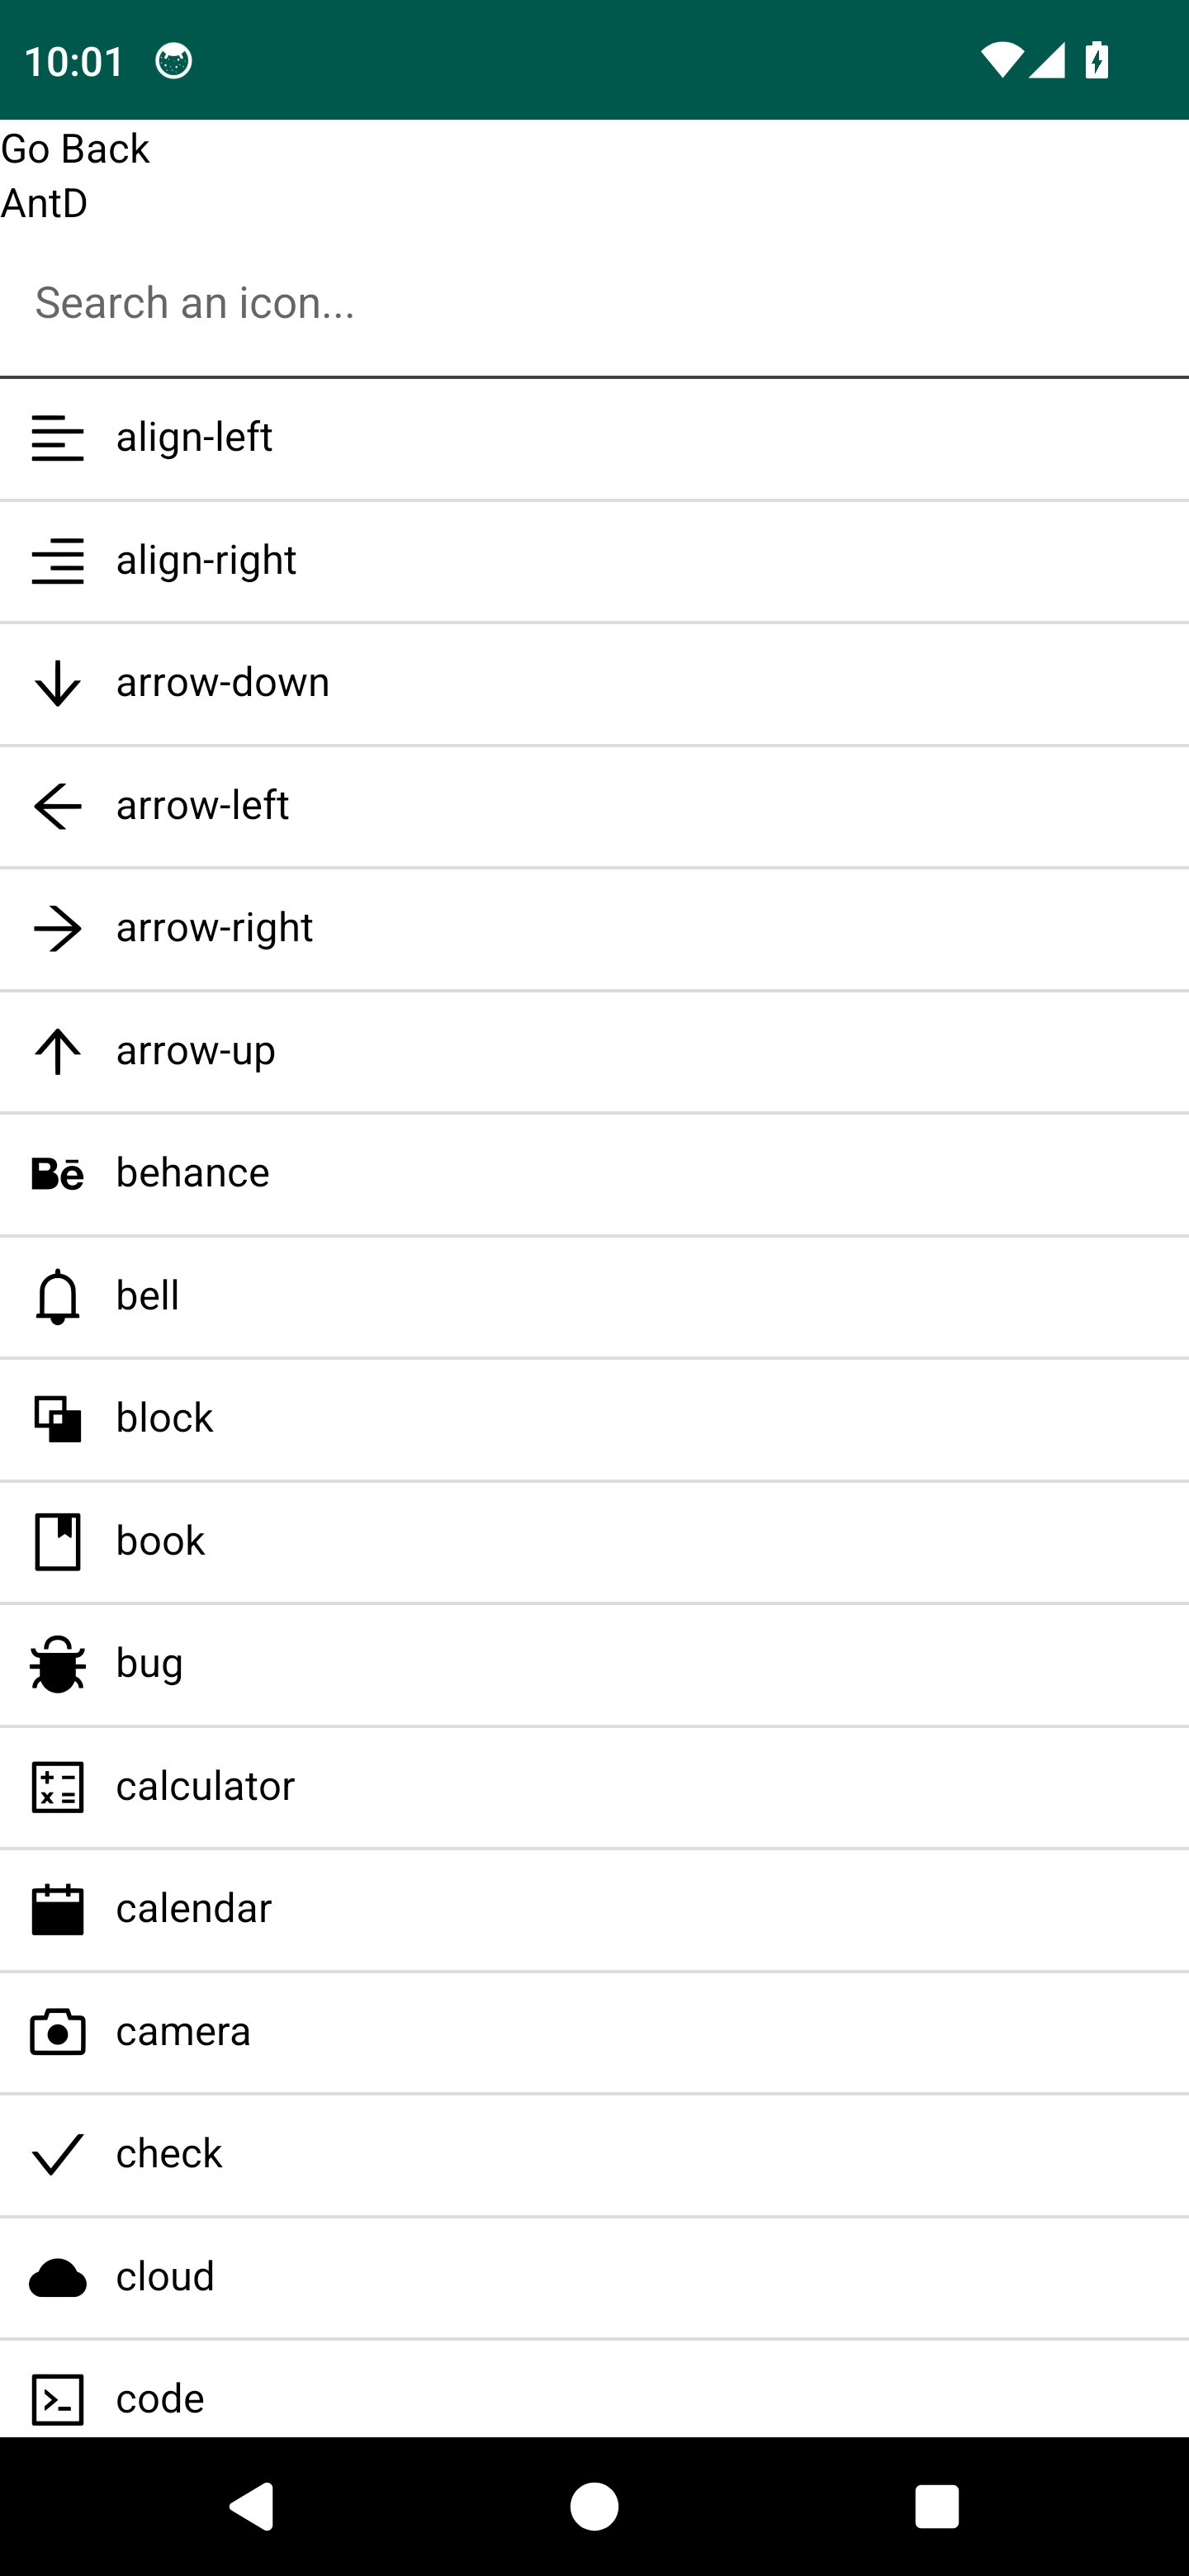 10:01
Go Back
AntD
Search an icon...
align-left
align-right
arrow-down
arrow-left
arrow-right
arrow-up
Bē behance
bell
block
book
bug
calculator
calendar
camera
check
cloud
code